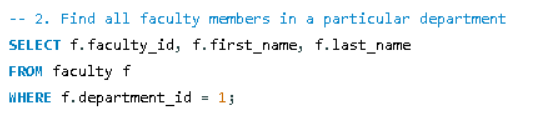 -- 2. Find all faculty members in a particular department
SELECT f.faculty_id, f.first_name, f.last_name
FROM faculty f
WHERE f.department_id = 1;